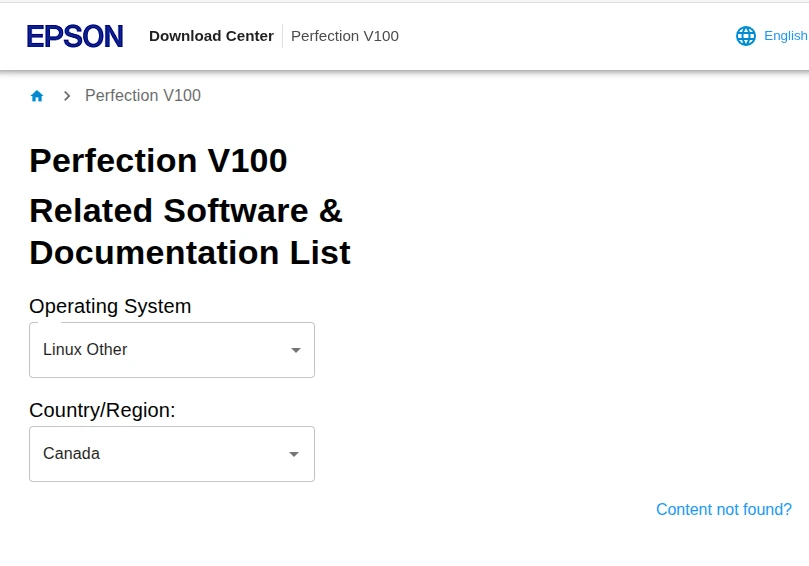 EPSON Download Center Perfection V100 English
Perfection V100
Perfection V100
Related Software &
Documentation List
Operating System
Linux Other
Country/Region:
Canada
Content not found?